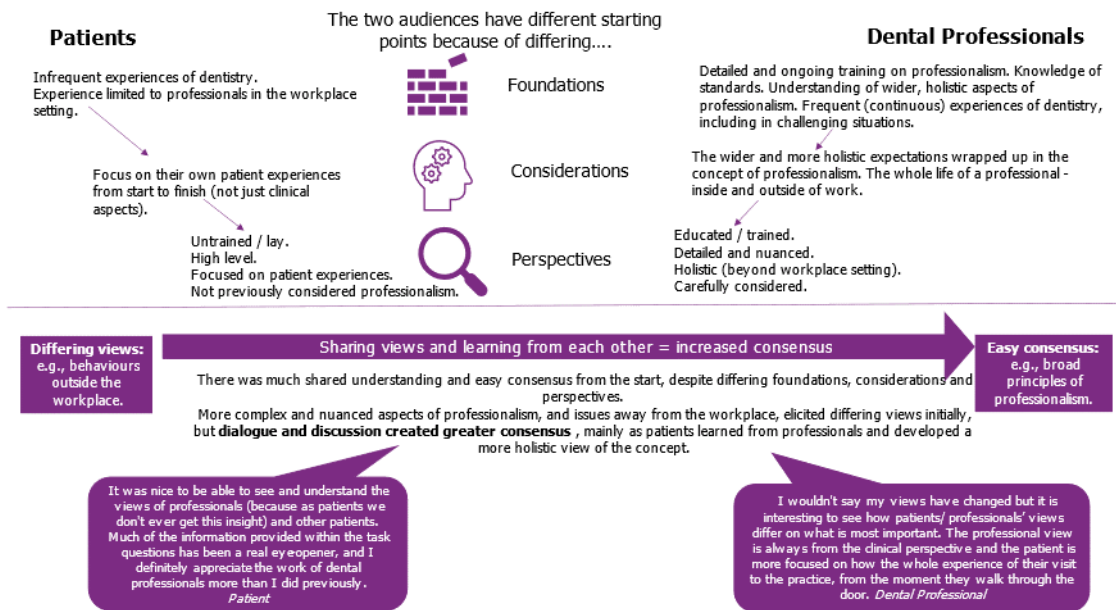 The two audiences have different starting
points because of differing....
Patients
Dental Professionals
Infrequent experiences of dentistry.
Experience limited to professionals in the workplace
setting.
Foundations
Detailed and ongoing training on professionalism. Knowledge of
standards. Understanding of wider, holistic aspects of
professionalism. Frequent (continuous) experiences of dentistry,
including in challenging situations.
Focus on their own patient experiences
from start to finish (not just clinical
aspects).
Considerations
The wider and more holistic expectations wrapped up in the
concept of professionalism. The whole life of a professional -
inside and outside of work.
Untrained / lay.
High level.
Focused on patient experiences.
Not previously considered professionalism.
Perspectives
Educated / trained.
Detailed and nuanced.
Holistic (beyond workplace setting).
Carefully considered.
Differing views:
e.g., behaviours
outside the
workplace.
Sharing views and learning from each other = increased consensus
Easy consensus:
e.g., broad
principles of
professionalism.
There was much shared understanding and easy consensus from the start, despite differing foundations, considerations and
perspectives.
More complex and nuanced aspects of professionalism, and issues away from the workplace, elicited differing views initially,
but dialogue and discussion created greater consensus , mainly as patients learned from professionals and developed a
more holistic view of the concept.
It was nice to be able to see and understand the
views of professionals (because as patients we
don't ever get this insight) and other patients.
Much of the information provided within the task
questions has been a real eyeopener, and I
definitely appreciate the work of dental
professionals more than I did previously.
Patient
I wouldn't say my views have changed but it is
interesting to see how patients/ professionals' views
differ on what is most important. The professional view
is always from the clinical perspective and the patient is
more focused on how the whole experience of their visit
to the practice, from the moment they walk through the
door. Dental Professional